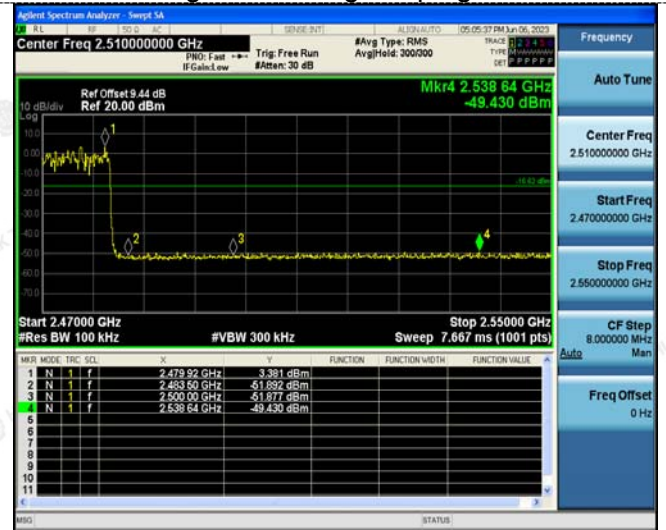 Agilent Spectrum Analyzer - Swept SA
RL RF 50 Ω AC SENSE:INT ALIGN AUTO 05:05:37 PM Jun 06, 2023
Center Freq 2.510000000 GHz
PNO: Fast
IFGain:Low
Trig: Free Run
#Atten: 30 dB
#Avg Type: RMS
Avg|Hold: 300/300
TRACE 1 2 3 4 5 6
TYPE
DET P P P P P P
Ref Offset 9.44 dB
10 dB/div Ref 20.00 dBm
Log
Mkr4 2.538 64 GHz
-49.430 dBm
10.0
0.00
-10.0
-20.0
-30.0
-40.0
-50.0
-60.0
-70.0
1
2
3
4
-16.62 dBm
Start 2.47000 GHz Stop 2.55000 GHz
#Res BW 100 kHz #VBW 300 kHz Sweep 7.667 ms (1001 pts)
MKR MODE TRC SCL X Y FUNCTION FUNCTION WIDTH FUNCTION VALUE
1 N 1 f 2.479 92 GHz 3.381 dBm
2 N 1 f 2.483 50 GHz -51.892 dBm
3 N 1 f 2.500 00 GHz -51.877 dBm
4 N 1 f 2.538 64 GHz -49.430 dBm
5
6
7
8
9
10
11
MSG STATUS
Frequency
Auto Tune
Center Freq
2.510000000 GHz
Start Freq
2.470000000 GHz
Stop Freq
2.550000000 GHz
CF Step
8.000000 MHz
Auto Man
Freq Offset
0 Hz